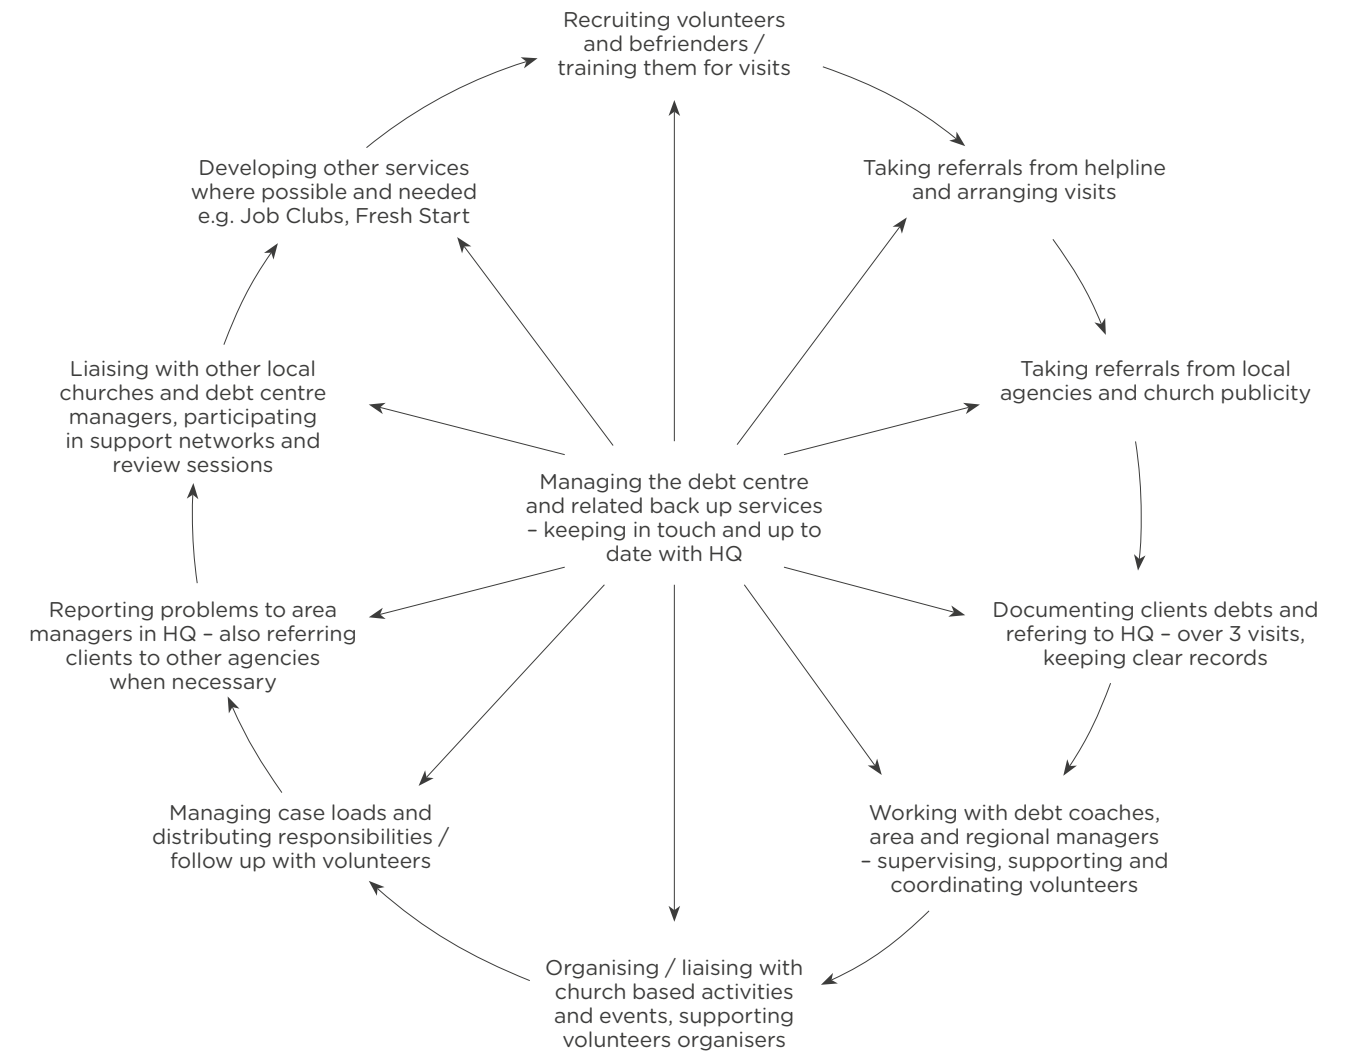 Recruiting volunteers
and befrienders /
training them for visits
Taking referrals from helpline
and arranging visits
Taking referrals from local
agencies and church publicity
Documenting clients debts and
refering to HQ – over 3 visits,
keeping clear records
Working with debt coaches,
area and regional managers
– supervising, supporting and
coordinating volunteers
Organising / liaising with
church based activities
and events, supporting
volunteers organisers
Managing case loads and
distributing responsibilities /
follow up with volunteers
Reporting problems to area
managers in HQ – also referring
clients to other agencies
when necessary
Liaising with other local
churches and debt centre
managers, participating
in support networks and
review sessions
Developing other services
where possible and needed
e.g. Job Clubs, Fresh Start
Managing the debt centre
and related back up services
– keeping in touch and up to
date with HQ